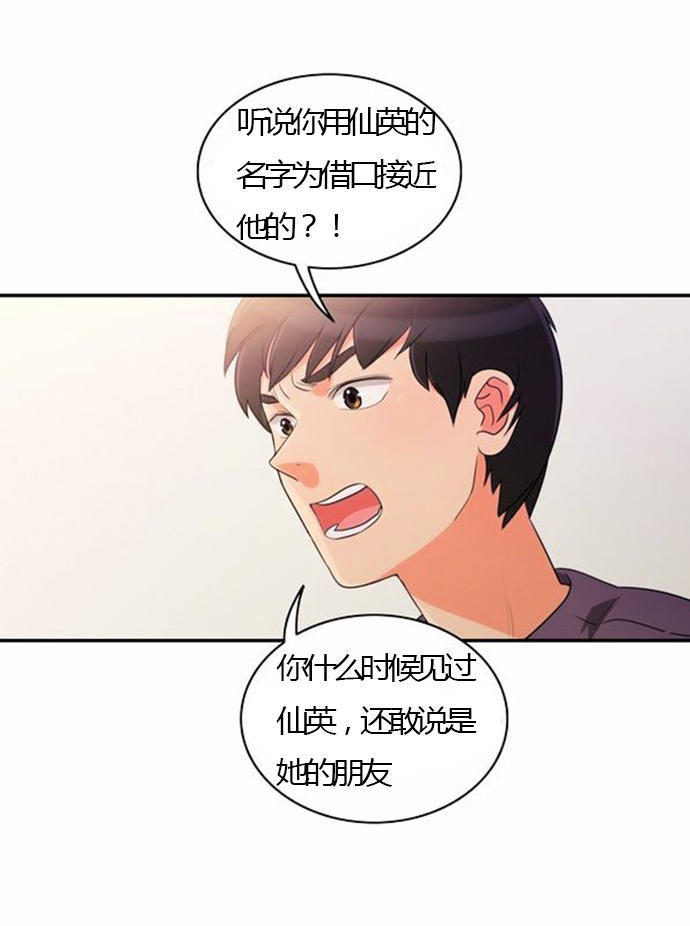 听说你用仙英的
名字为借口接近
他的？！
你什么时候见过
仙英，还敢说是
她的朋友